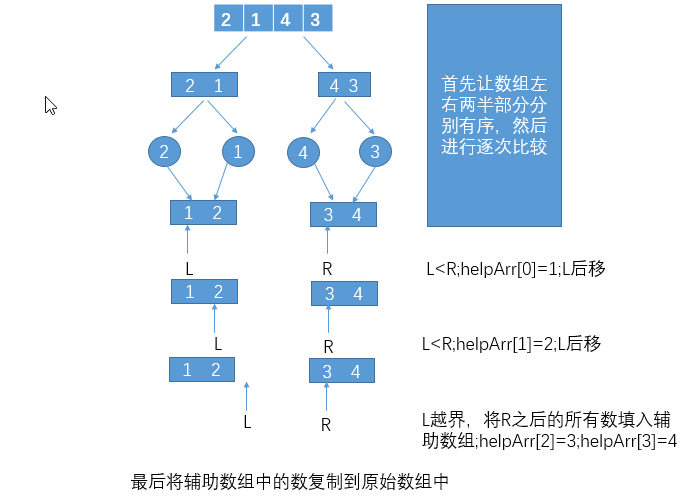 2 1 4 3
2 1
4 3
首先让数组左
右两半部分分
别有序，然后
进行逐次比较
2
1
4
3
1 2
3 4
L
R
L<R;helpArr[0]=1;L后移
1 2
3 4
L
R
L<R;helpArr[1]=2;L后移
1 2
3 4
L
R
L越界，将R之后的所有数填入辅
助数组;helpArr[2]=3;helpArr[3]=4
最后将辅助数组中的数复制到原始数组中